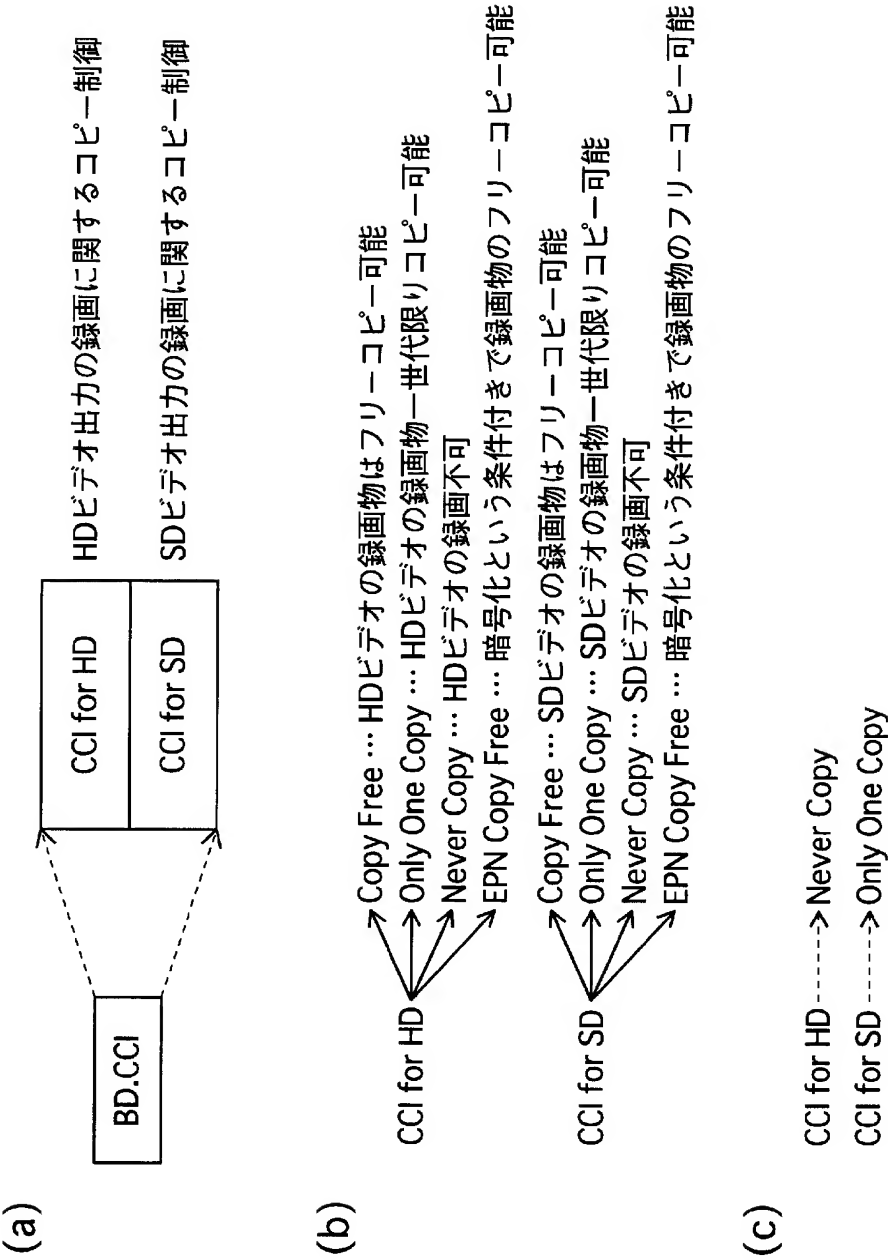 (a)
BD.CCI
CCI for HD
HDビデオ出力の録画に関するコピー制御
CCI for SD
SDビデオ出力の録画に関するコピー制御
(b)
CCI for HD
Copy Free … HDビデオの録画物はフリーコピー可能
Only One Copy … HDビデオの録画物一世代限りコピー可能
Never Copy … HDビデオの録画不可
EPN Copy Free … 暗号化という条件付きで録画物のフリーコピー可能
CCI for SD
Copy Free … SDビデオの録画物はフリーコピー可能
Only One Copy … SDビデオの録画物一世代限りコピー可能
Never Copy … SDビデオの録画不可
EPN Copy Free … 暗号化という条件付きで録画物のフリーコピー可能
(c)
CCI for HD Never Copy
CCI for SD Only One Copy